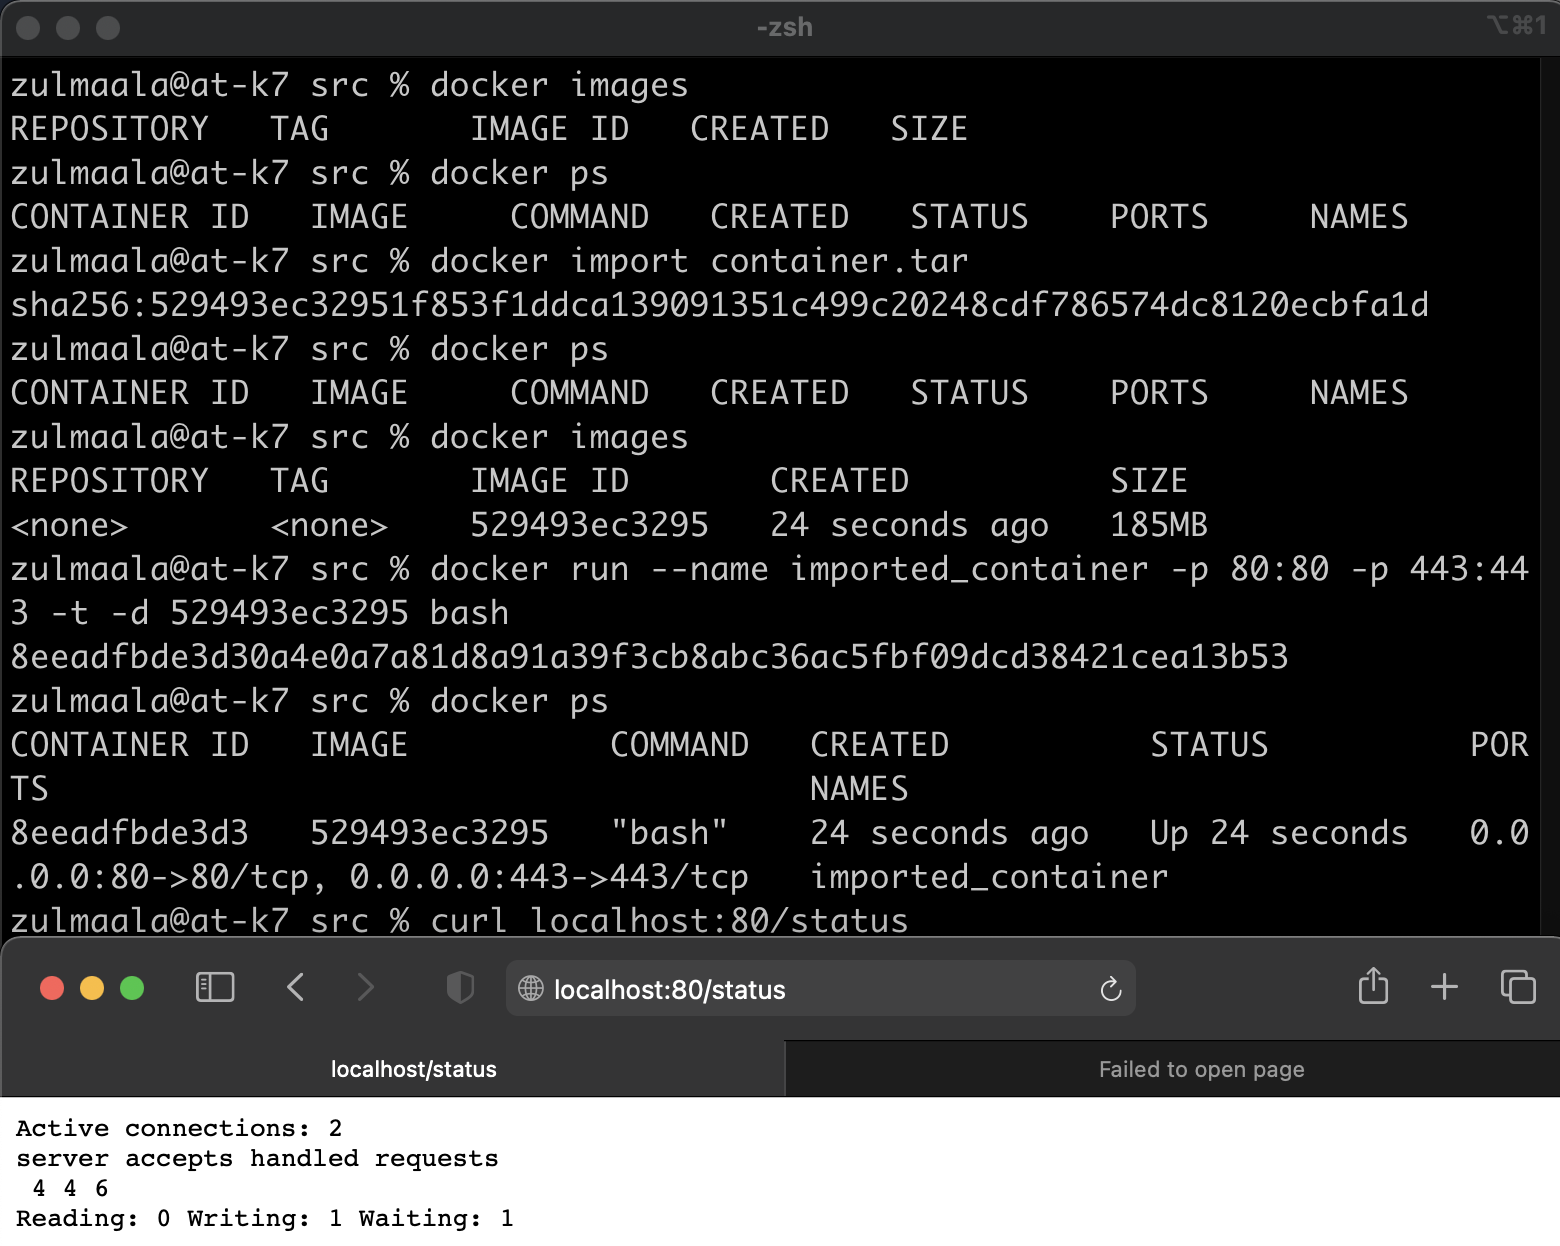 -zsh
⌥⌘1
zulmaala@at-k7 src % docker images
REPOSITORY   TAG       IMAGE ID   CREATED   SIZE
zulmaala@at-k7 src % docker ps
CONTAINER ID   IMAGE     COMMAND   CREATED   STATUS    PORTS     NAMES
zulmaala@at-k7 src % docker import container.tar
sha256:529493ec32951f853f1ddca139091351c499c20248cdf786574dc8120ecbfa1d
zulmaala@at-k7 src % docker ps
CONTAINER ID   IMAGE     COMMAND   CREATED   STATUS    PORTS     NAMES
zulmaala@at-k7 src % docker images
REPOSITORY   TAG       IMAGE ID       CREATED          SIZE
<none>       <none>    529493ec3295   24 seconds ago   185MB
zulmaala@at-k7 src % docker run --name imported_container -p 80:80 -p 443:44
3 -t -d 529493ec3295 bash
8eeadfbde3d30a4e0a7a81d8a91a39f3cb8abc36ac5fbf09dcd38421cea13b53
zulmaala@at-k7 src % docker ps
CONTAINER ID   IMAGE          COMMAND   CREATED          STATUS          POR
TS                                      NAMES
8eeadfbde3d3   529493ec3295   "bash"    24 seconds ago   Up 24 seconds   0.0
.0.0:80->80/tcp, 0.0.0.0:443->443/tcp   imported_container
zulmaala@at-k7 src % curl localhost:80/status
localhost:80/status
localhost/status
Failed to open page
Active connections: 2
server accepts handled requests
 4 4 6
Reading: 0 Writing: 1 Waiting: 1